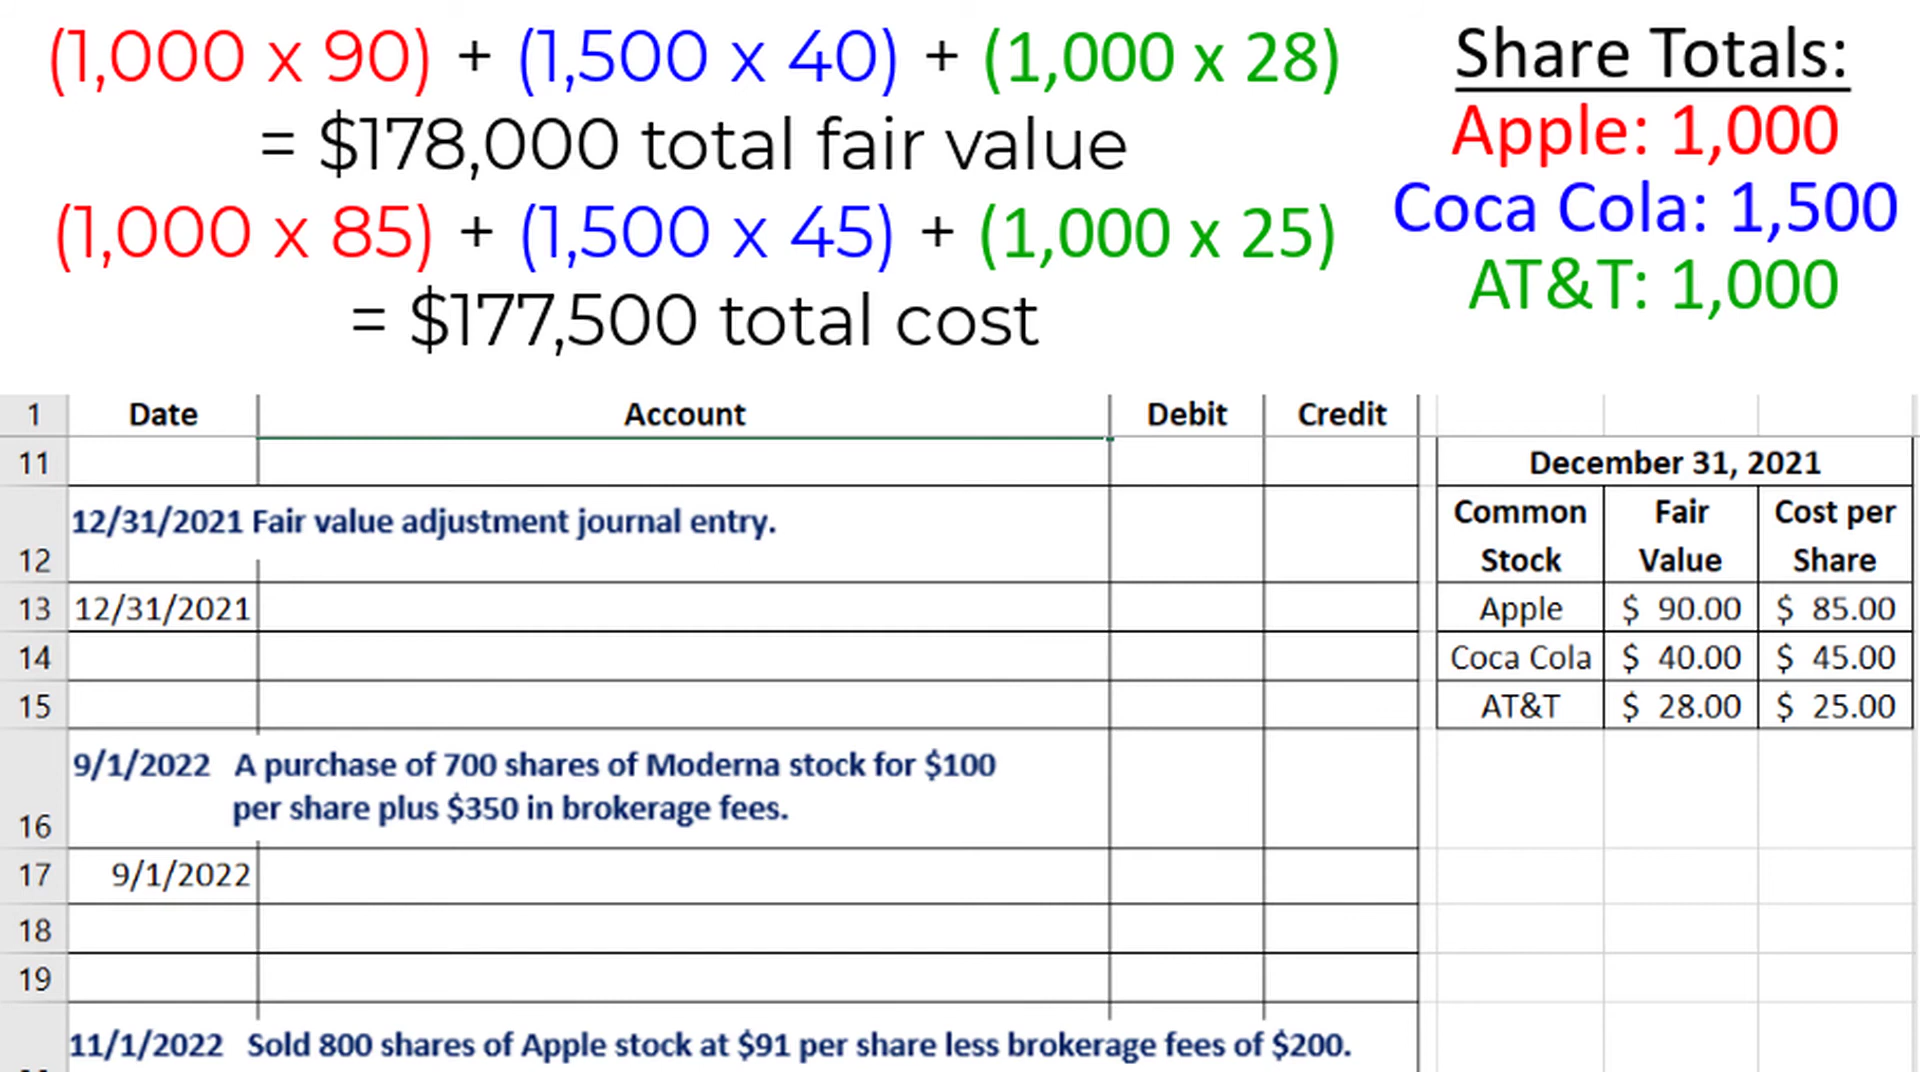 (1,000 x 90) + (1,500 x 40) + (1,000 x 28)
= $178,000 total fair value
(1,000 x 85) + (1,500 x 45) + (1,000 x 25)
= $177,500 total cost
Share Totals:
Apple: 1,000
Coca Cola: 1,500
AT&T: 1,000
1 Date Account Debit Credit
11
12/31/2021 Fair value adjustment journal entry.
12
13 12/31/2021
14
15
9/1/2022 A purchase of 700 shares of Moderna stock for $100
per share plus $350 in brokerage fees.
16
17 9/1/2022
18
19
11/1/2022 Sold 800 shares of Apple stock at $91 per share less brokerage fees of $200.
December 31, 2021
Common Stock Fair Value Cost per Share
Apple $ 90.00 $ 85.00
Coca Cola $ 40.00 $ 45.00
AT&T $ 28.00 $ 25.00